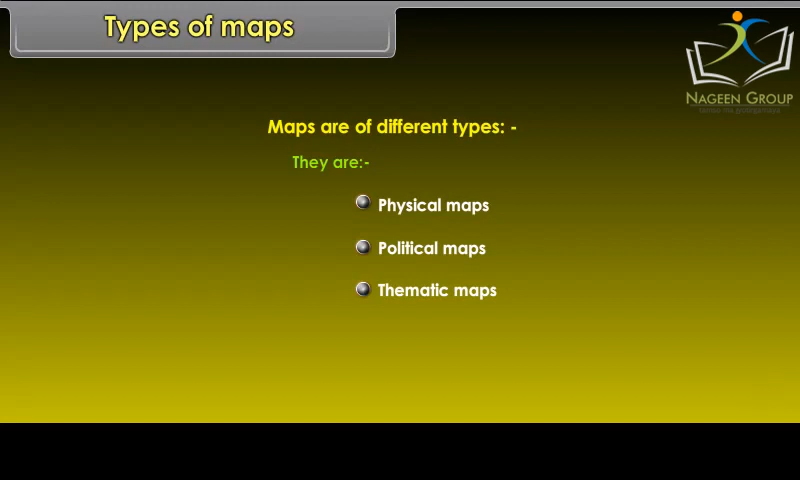 Types of maps
NAGEEN GROUP
Maps are of different types: -
They are:-
Physical maps
Political maps
Thematic maps